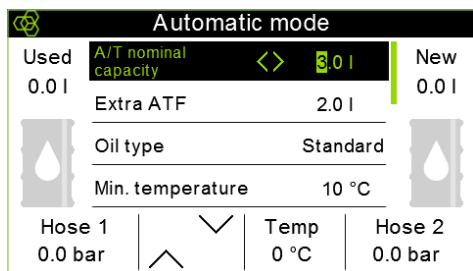 Automatic mode
Used
0.0 l
A/T nominal
capacity
<> 3.0 l
New
0.0 l
Extra ATF 2.0 l
Oil type Standard
Min. temperature 10 °C
Hose 1
0.0 bar
Temp
0 °C
Hose 2
0.0 bar